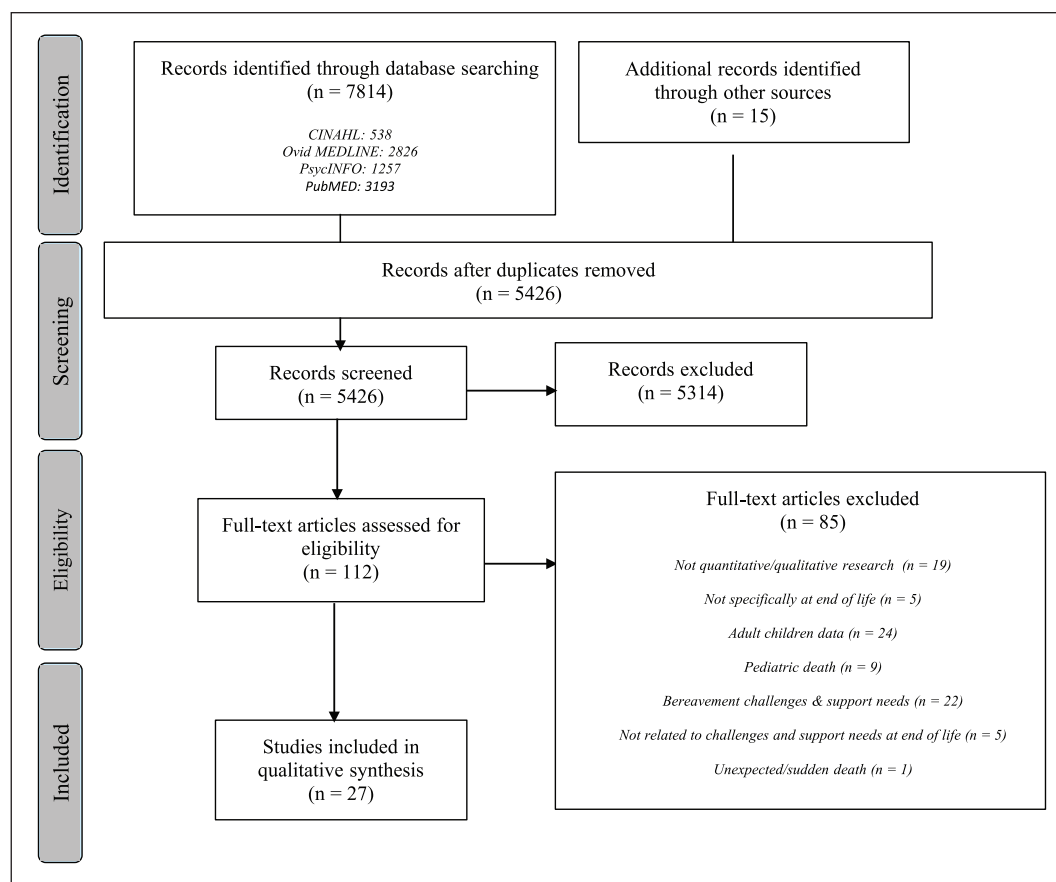 Identification
Records identified through database searching
(n = 7814)
CINAHL: 538
Ovid MEDLINE: 2826
PsycINFO: 1257
PubMED: 3193
Additional records identified
through other sources
(n = 15)
Screening
Records after duplicates removed
(n = 5426)
Records screened
(n = 5426)
Records excluded
(n = 5314)
Eligibility
Full-text articles assessed for
eligibility
(n = 112)
Full-text articles excluded
(n = 85)
Not quantitative/qualitative research (n = 19)
Not specifically at end of life (n = 5)
Adult children data (n = 24)
Pediatric death (n = 9)
Bereavement challenges & support needs (n = 22)
Not related to challenges and support needs at end of life (n = 5)
Unexpected/sudden death (n = 1)
Included
Studies included in
qualitative synthesis
(n = 27)